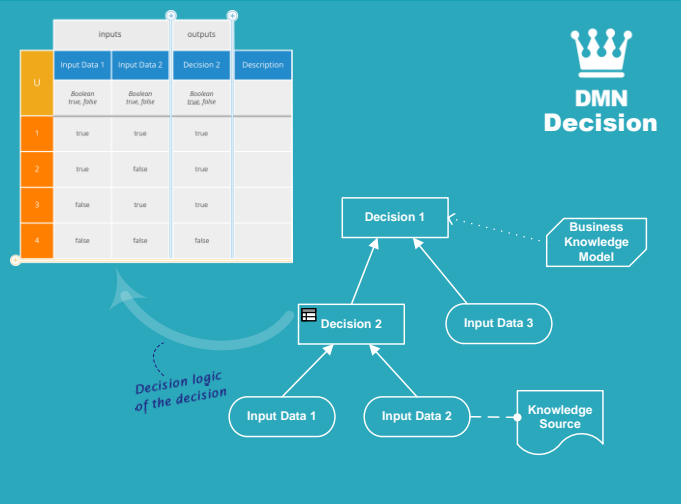 inputs outputs
U Input Data 1 Input Data 2 Decision 2 Description
Boolean Boolean Boolean
true, false true, false true, false
1 true true true
2 true false true
3 false true true
4 false false false
DMN
Decision
Decision 1
Business
Knowledge
Model
Decision 2
Input Data 3
Decision logic
of the decision
Input Data 1
Input Data 2
Knowledge
Source